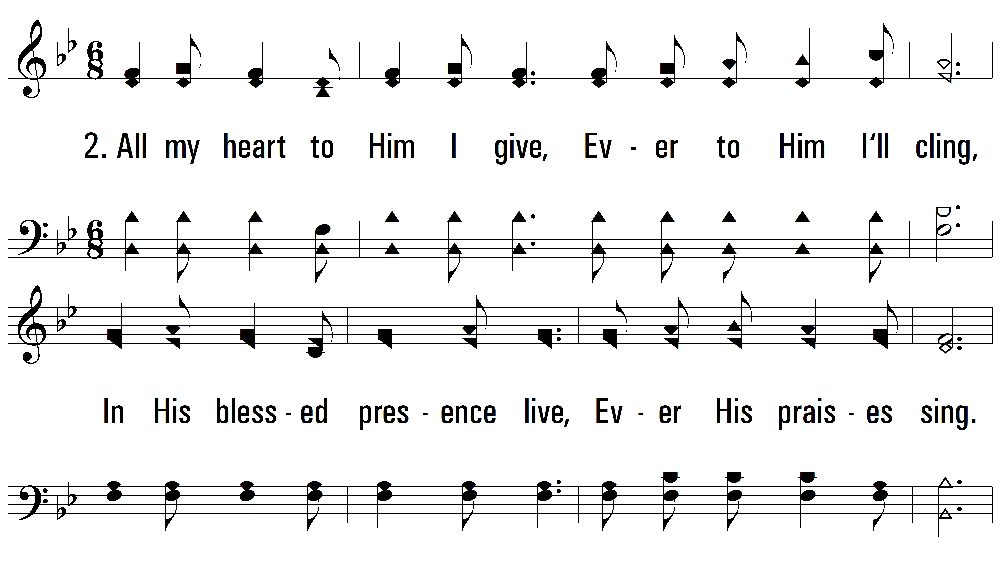 2. All my heart to Him I give, Ev - er to Him I‘ll cling,
In His bless - ed pres - ence live, Ev - er His prais - es sing.